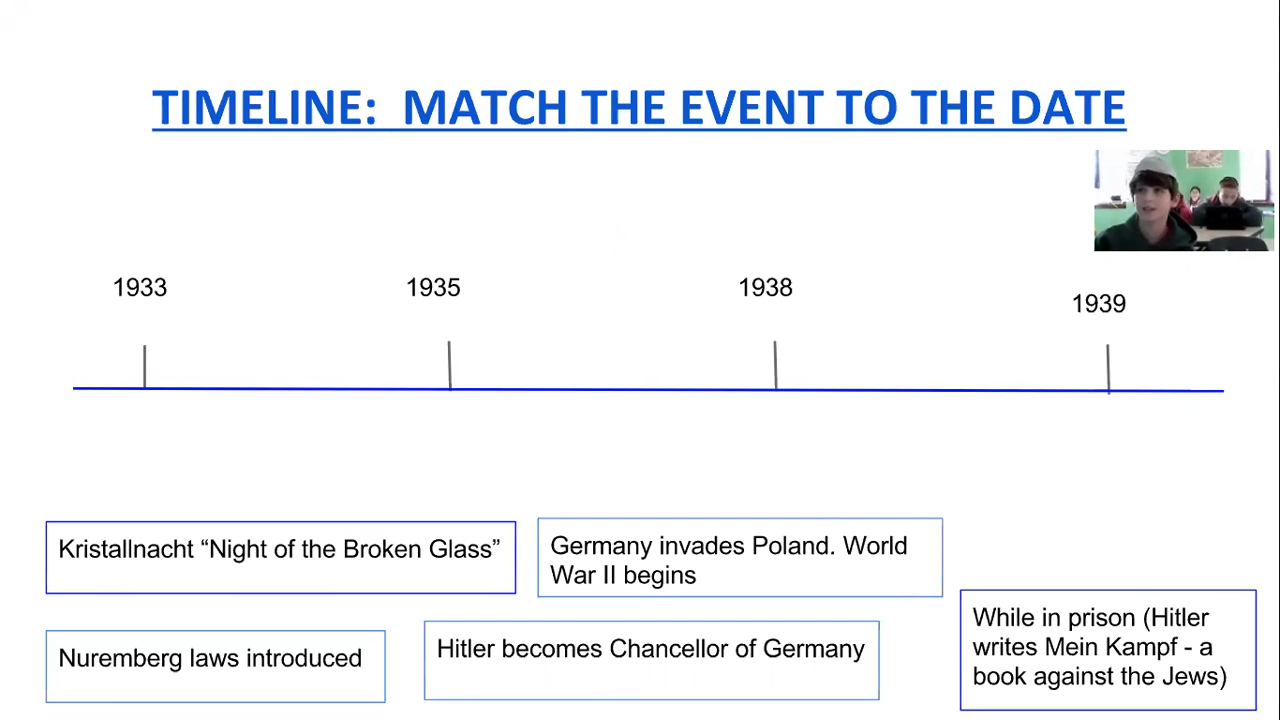 TIMELINE: MATCH THE EVENT TO THE DATE
1933
1935
1938
1939
Kristallnacht “Night of the Broken Glass”
Germany invades Poland. World
War II begins
Nuremberg laws introduced
Hitler becomes Chancellor of Germany
While in prison (Hitler
writes Mein Kampf - a
book against the Jews)